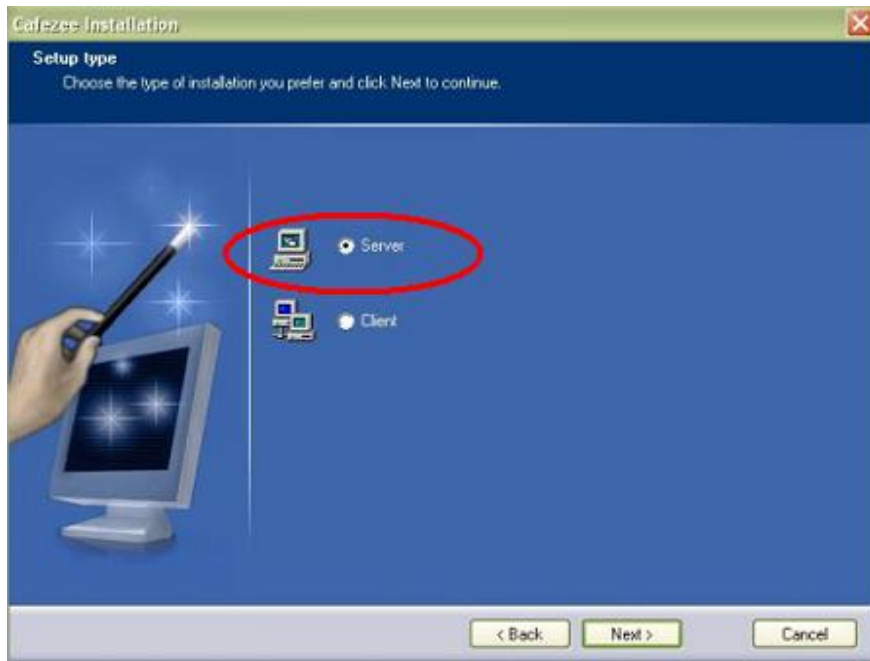 Cafezee Installation
Setup type
Choose the type of installation you prefer and click Next to continue.
Server
Client
< Back
Next >
Cancel